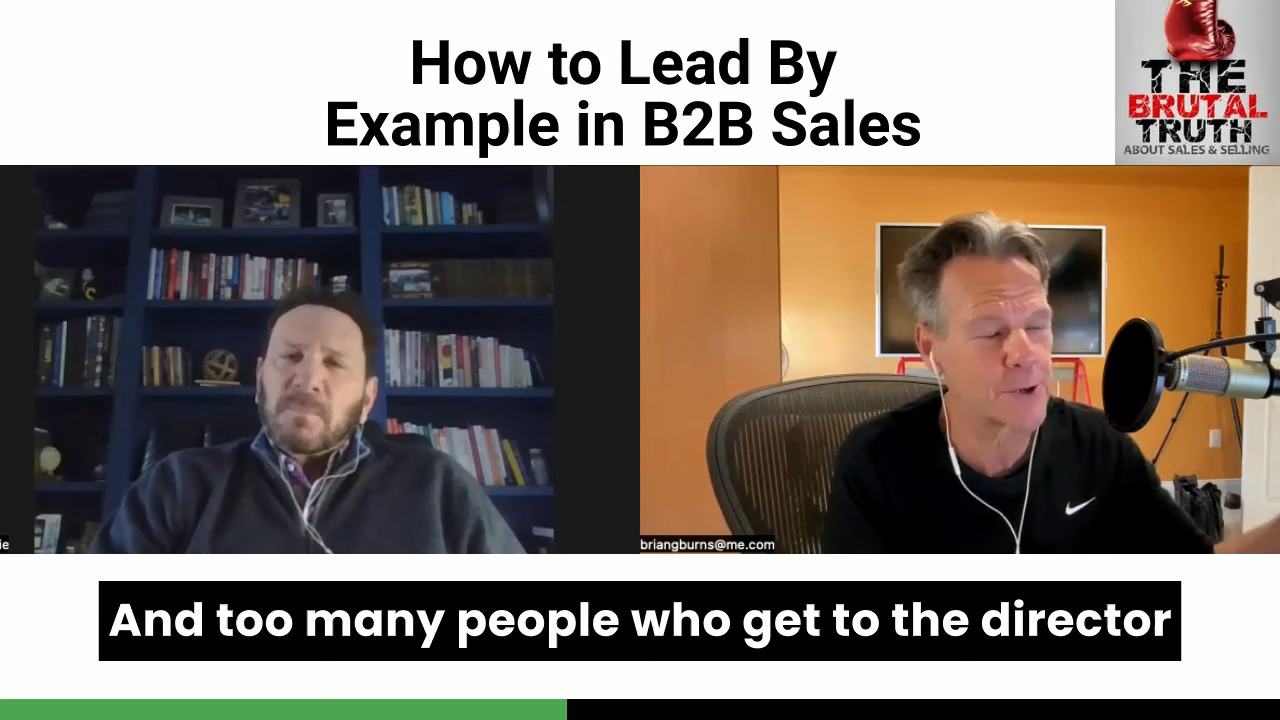 How to Lead By
Example in B2B Sales
THE
BRUTAL
TRUTH
ABOUT SALES & SELLING
ie
briangburns@me.com
And too many people who get to the director